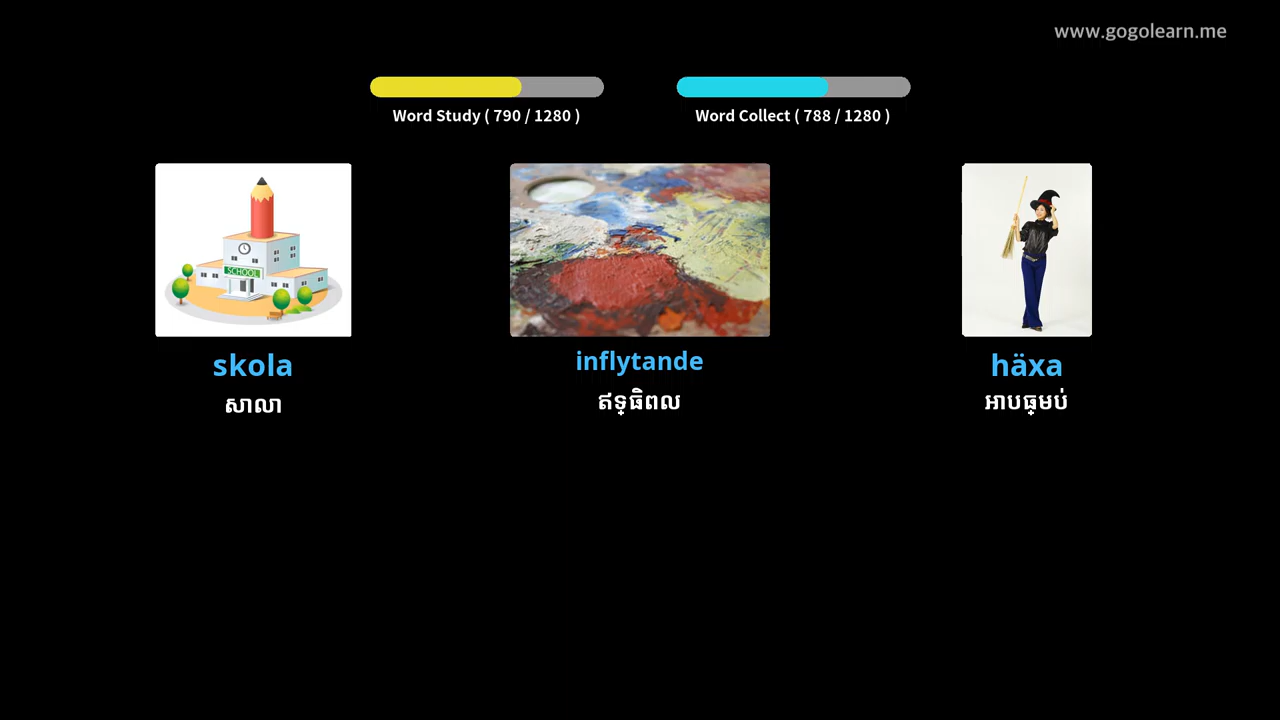 www.gogolearn.me
Word Study ( 790 / 1280 )
Word Collect ( 788 / 1280 )
SCHOOL
skola
inflytande
häxa
សាលា
ឥទ្ធិពល
អាបធ្មប់